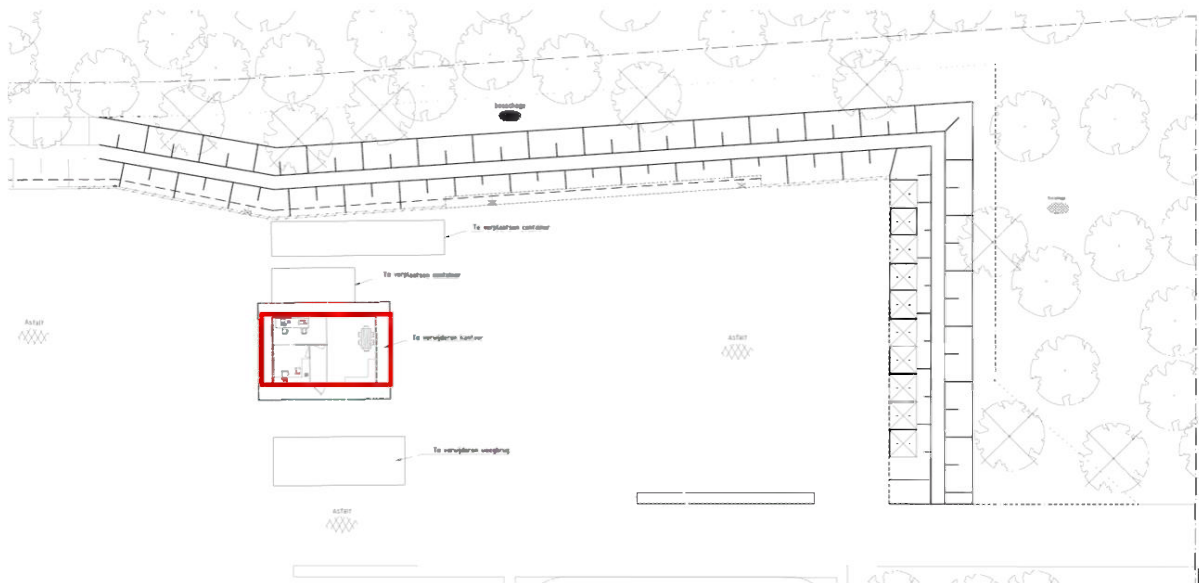 bosschage
Te verplaatsen container
Te verplaatsen container
Asfalt
Te verwijderen kantoor
ASfAlT
Te verwijderen weegbrug
ASfAlT